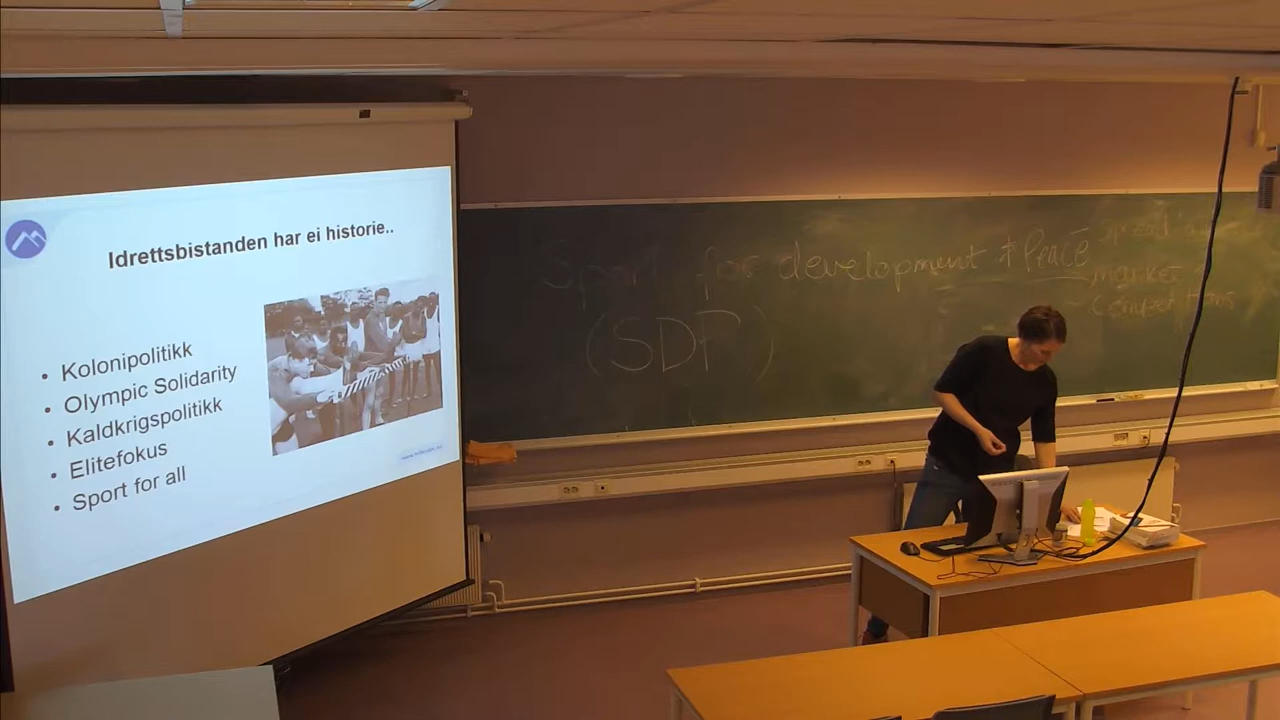 Idrettsbistanden har ei historie..
• Kolonipolitikk
• Olympic Solidarity
• Kaldkrigspolitikk
• Elitefokus
• Sport for all
Sport for development + Peace
(SDP)
spread
market